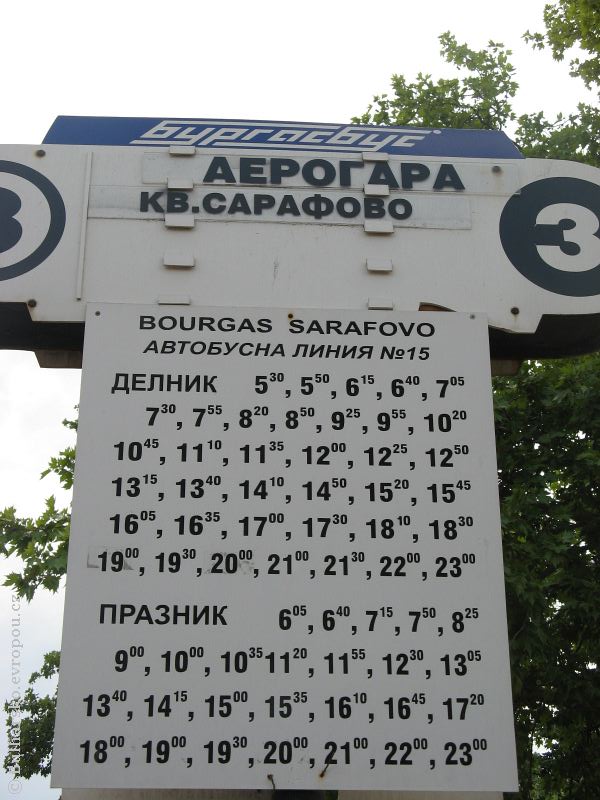 Бургасбус
АЕРОГАРА
КВ.САРАФОВО
3 3
BOURGAS SARAFOVO
АВТОБУСНА ЛИНИЯ №15
ДЕЛНИК 5³⁰, 5⁵⁰, 6¹⁵, 6⁴⁰, 7⁰⁵
7³⁰, 7⁵⁵, 8²⁰, 8⁵⁰, 9²⁵, 9⁵⁵, 10²⁰
10⁴⁵, 11¹⁰, 11³⁵, 12⁰⁰, 12²⁵, 12⁵⁰
13¹⁵, 13⁴⁰, 14¹⁰, 14⁵⁰, 15²⁰, 15⁴⁵
16⁰⁵, 16³⁵, 17⁰⁰, 17³⁰, 18¹⁰, 18³⁰
19⁰⁰, 19³⁰, 20⁰⁰, 21⁰⁰, 21³⁰, 22⁰⁰, 23⁰⁰
ПРАЗНИК 6⁰⁵, 6⁴⁰, 7¹⁵, 7⁵⁰, 8²⁵
9⁰⁰, 10⁰⁰, 10³⁵ 11²⁰, 11⁵⁵, 12³⁰, 13⁰⁵
13⁴⁰, 14¹⁵, 15⁰⁰, 15³⁵, 16¹⁰, 16⁴⁵, 17²⁰
18⁰⁰, 19⁰⁰, 19³⁰, 20⁰⁰, 21⁰⁰, 22⁰⁰, 23⁰⁰